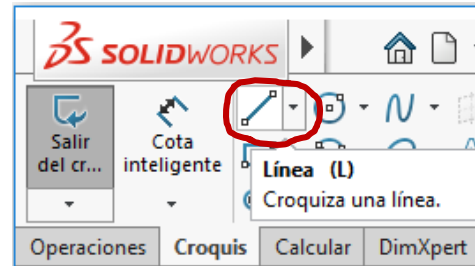 SOLIDWORKS
Salir
del cr...
Cota
inteligente
Línea (L)
Croquiza una línea.
Operaciones Croquis Calcular DimXpert